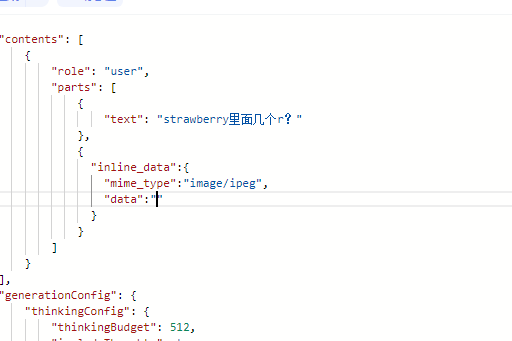 "contents": [
{
"role": "user",
"parts": [
{
"text": "strawberry里面几个r？"
},
{
"inline_data":{
"mime_type":"image/ipeg",
"data":""
}
}
]
}
],
"generationConfig": {
"thinkingConfig": {
"thinkingBudget": 512,